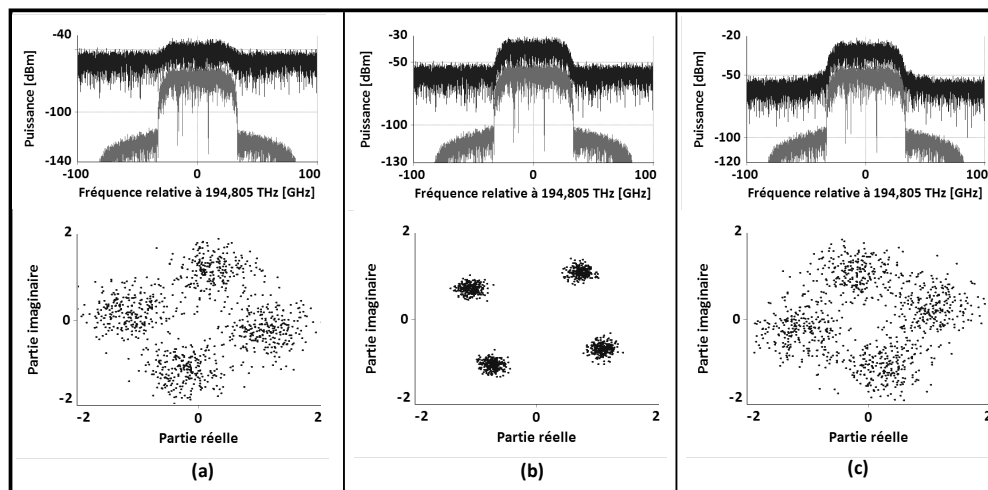 Puissance [dBm]
-40
-100
-140
-100
0
100
Fréquence relative à 194,805 THz [GHz]
Partie imaginaire
2
0
-2
-2
0
2
Partie réelle
(a)
Puissance [dBm]
-30
-50
-100
-130
-100
0
100
Fréquence relative à 194,805 THz [GHz]
Partie imaginaire
2
0
-2
-2
0
2
Partie réelle
(b)
Puissance [dBm]
-20
-50
-100
-120
-100
0
100
Fréquence relative à 194,805 THz [GHz]
Partie imaginaire
2
0
-2
-2
0
2
Partie réelle
(c)